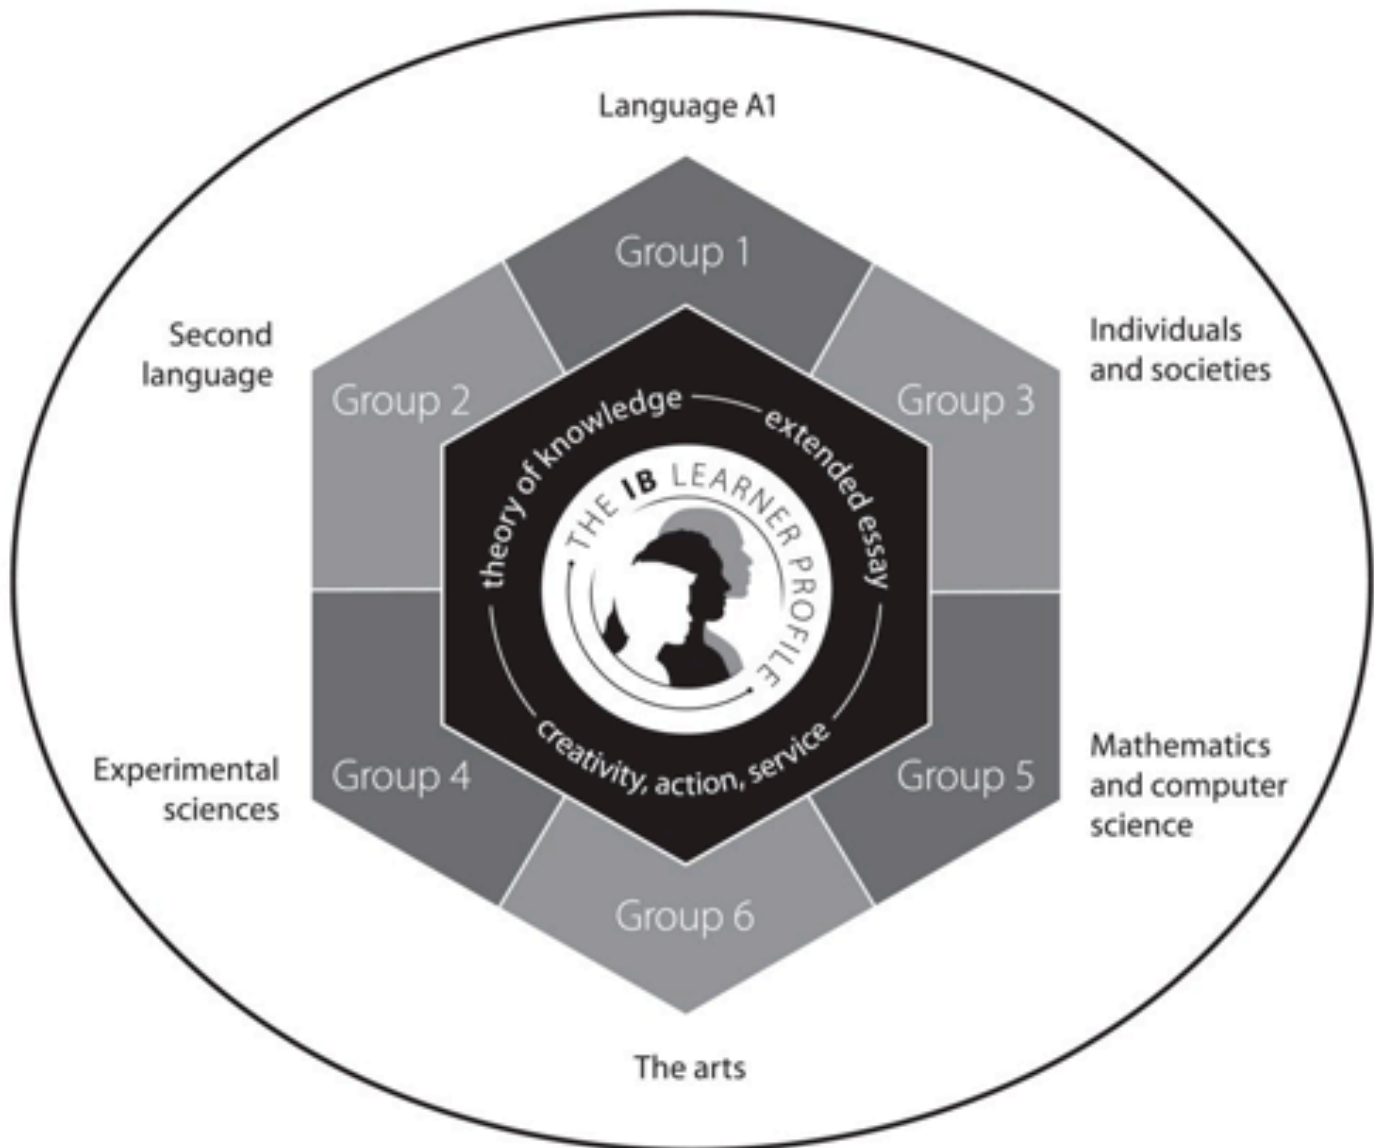 Language A1
Group 1
Second
language
Group 2
Individuals
and societies
Group 3
theory of knowledge
extended essay
THE IB LEARNER PROFILE
creativity, action, service
Experimental
sciences
Group 4
Mathematics
and computer
science
Group 5
Group 6
The arts